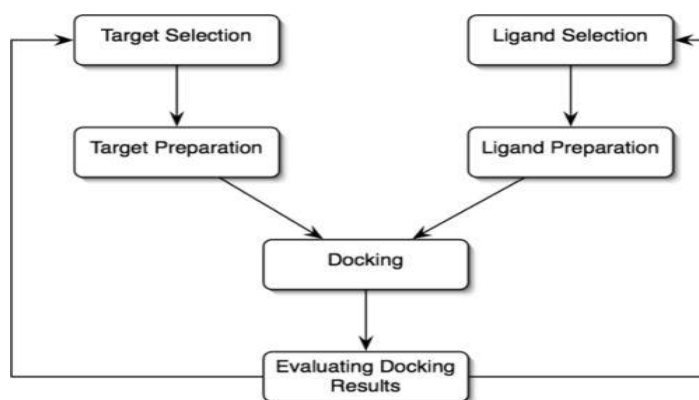 Target Selection
Ligand Selection
Target Preparation
Ligand Preparation
Docking
Evaluating Docking
Results